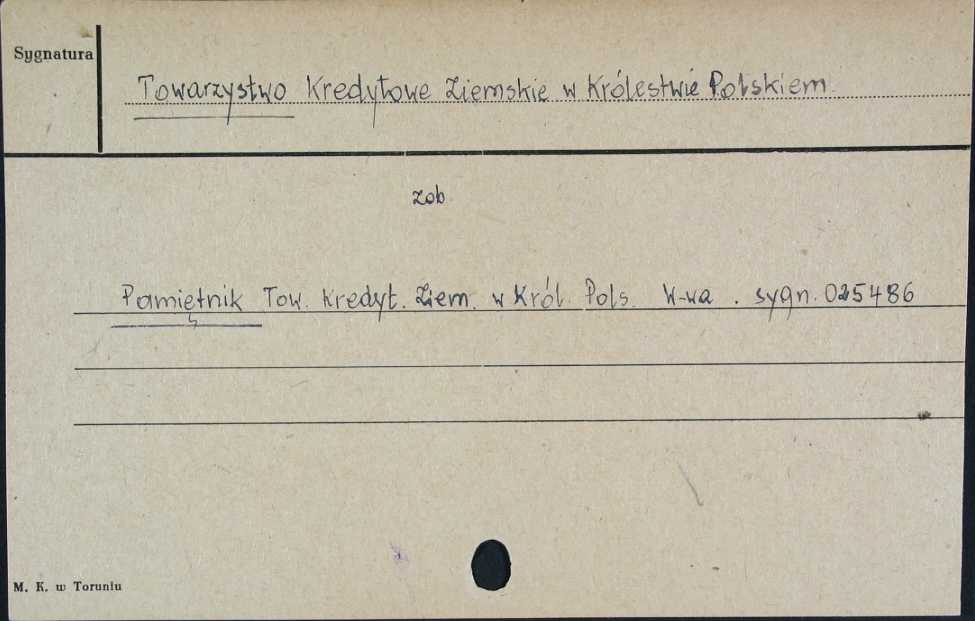 Sygnatura
Towarzystwo Kredytowe Ziemskie w Królestwie Polskiem
zob.
Pamiętnik Tow. Kredyt. Ziem. w Król. Pols. W-wa . sygn. 025486
M. K. w Toruniu